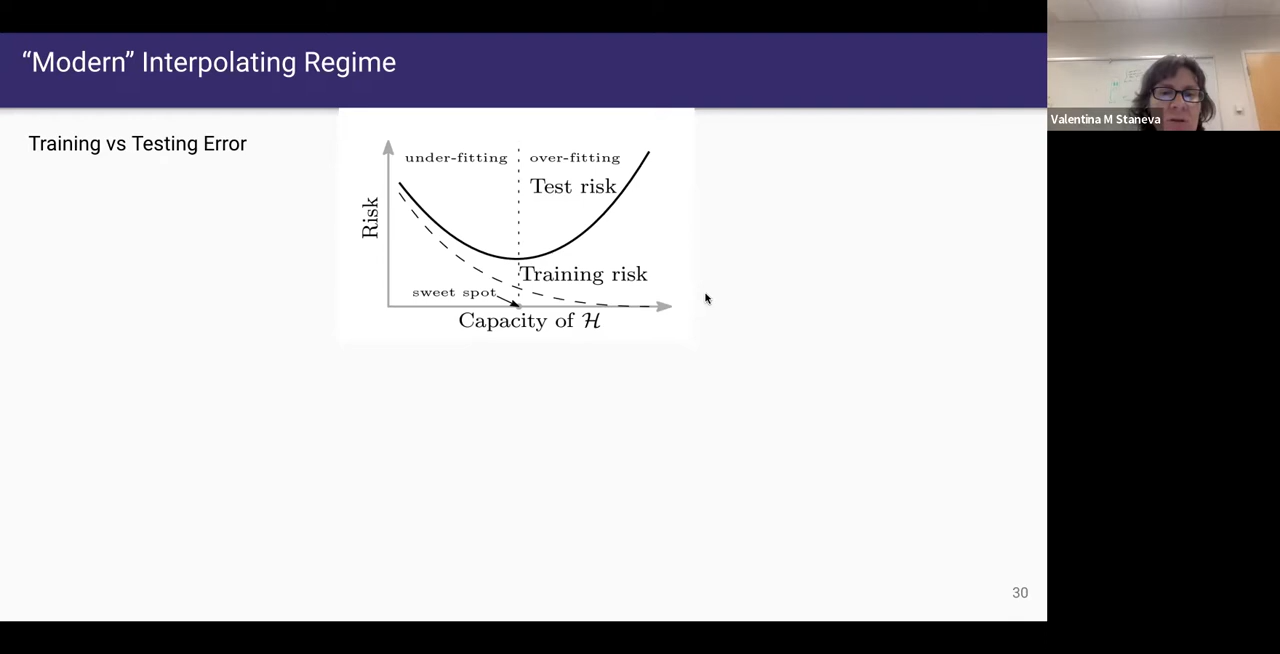 “Modern” Interpolating Regime
Valentina M Staneva
Training vs Testing Error
under-fitting
over-fitting
Test risk
Risk
Training risk
sweet spot
Capacity of ℋ
30